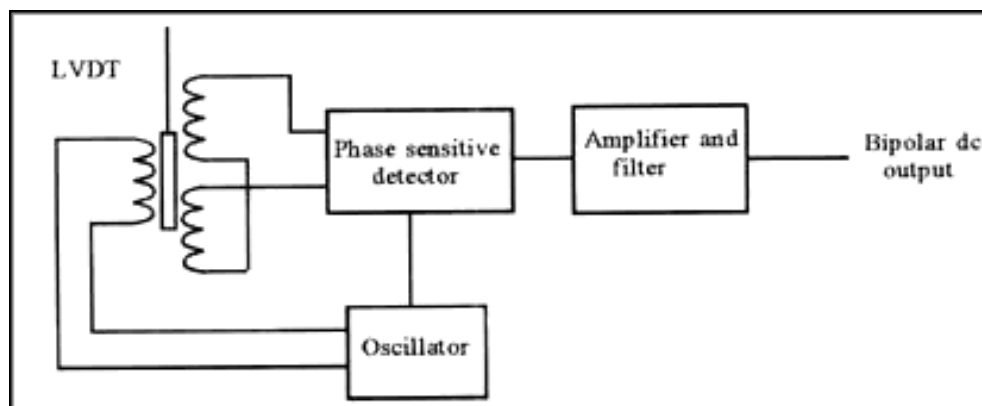 LVDT
Phase sensitive
detector
Amplifier and
filter
Bipolar dc
output
Oscillator